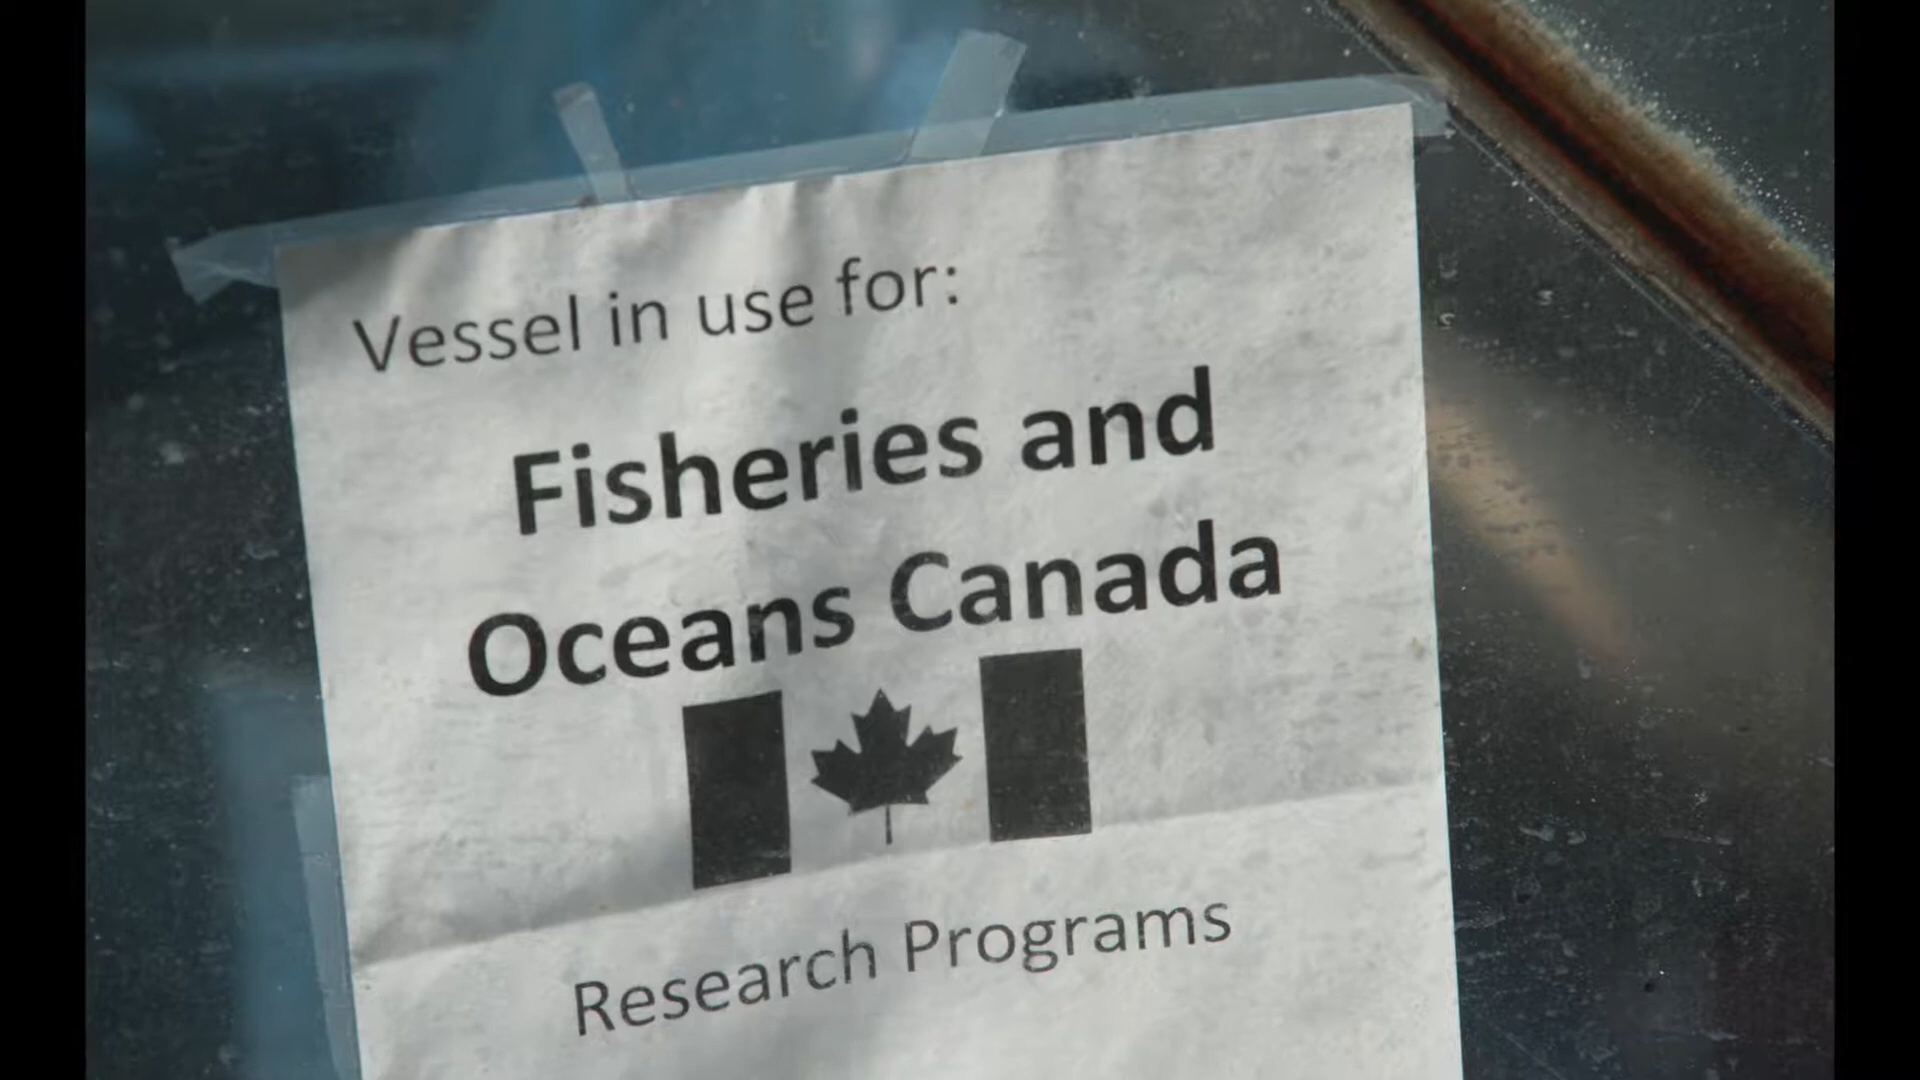 Vessel in use for:
Fisheries and
Oceans Canada
Research Programs